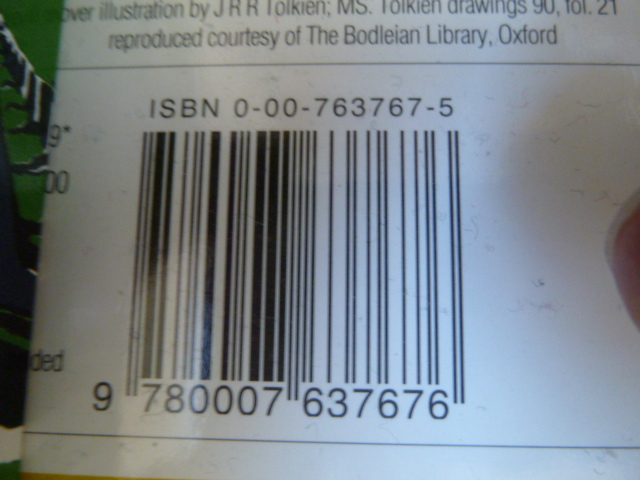 over illustration by J R R Tolkien; MS. Tolkien drawings 90, fol. 21
reproduced courtesy of The Bodleian Library, Oxford
ISBN 0-00-763767-5
9*
00
ded
9 780007 637676